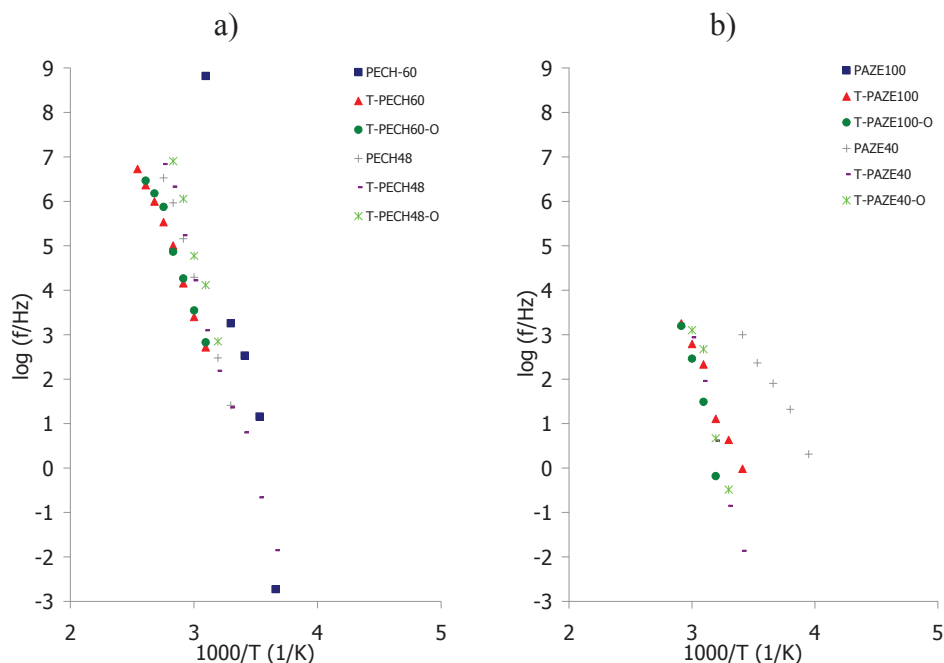 a)
9
8
7
6
5
4
3
2
1
0
-1
-2
-3
log (f/Hz)
2
3
4
5
1000/T (1/K)
PECH-60
T-PECH60
T-PECH60-O
PECH48
T-PECH48
T-PECH48-O
b)
9
8
7
6
5
4
3
2
1
0
-1
-2
-3
log (f/Hz)
2
3
4
5
1000/T (1/K)
PAZE100
T-PAZE100
T-PAZE100-O
PAZE40
T-PAZE40
T-PAZE40-O